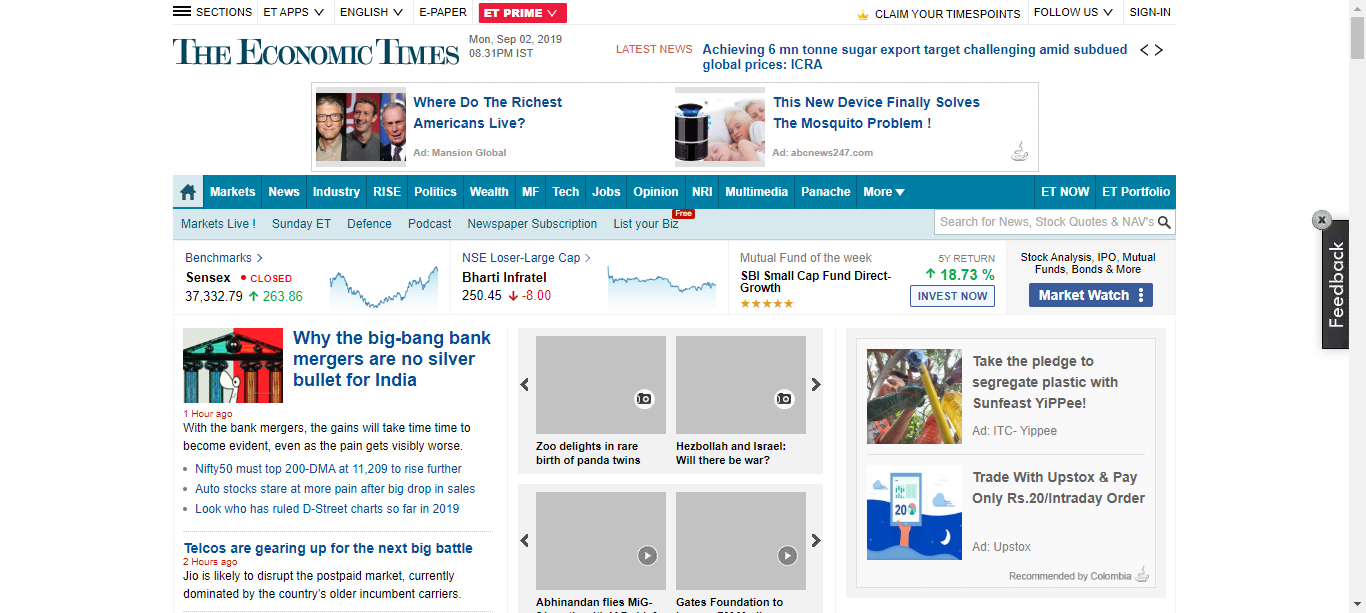 SECTIONS
ET APPS
ENGLISH
E-PAPER
ET PRIME
CLAIM YOUR TIMESPOINTS
FOLLOW US
SIGN-IN
THE ECONOMIC TIMES
Mon, Sep 02, 2019
08.31PM IST
LATEST NEWS
Achieving 6 mn tonne sugar export target challenging amid subdued
global prices: ICRA
Where Do The Richest
Americans Live?
Ad: Mansion Global
This New Device Finally Solves
The Mosquito Problem !
Ad: abcnews247.com
Markets
News
Industry
RISE
Politics
Wealth
MF
Tech
Jobs
Opinion
NRI
Multimedia
Panache
More
ET NOW
ET Portfolio
Markets Live !
Sunday ET
Defence
Podcast
Newspaper Subscription
List your Biz
Free
Search for News, Stock Quotes & NAV's
x
Feedback
Benchmarks
Sensex
CLOSED
37,332.79
263.86
NSE Loser-Large Cap
Bharti Infratel
250.45
-8.00
Mutual Fund of the week
SBI Small Cap Fund Direct-
Growth
5Y RETURN
18.73 %
INVEST NOW
Stock Analysis, IPO, Mutual
Funds, Bonds & More
Market Watch
Why the big-bang bank
mergers are no silver
bullet for India
1 Hour ago
With the bank mergers, the gains will take time time to
become evident, even as the pain gets visibly worse.
Nifty50 must top 200-DMA at 11,209 to rise further
Auto stocks stare at more pain after big drop in sales
Look who has ruled D-Street charts so far in 2019
Telcos are gearing up for the next big battle
2 Hours ago
Jio is likely to disrupt the postpaid market, currently
dominated by the country's older incumbent carriers.
Zoo delights in rare
birth of panda twins
Hezbollah and Israel:
Will there be war?
Abhinandan flies MiG-
Gates Foundation to
Take the pledge to
segregate plastic with
Sunfeast YiPPee!
Ad: ITC- Yippee
20
Trade With Upstox & Pay
Only Rs.20/Intraday Order
Ad: Upstox
Recommended by Colombia